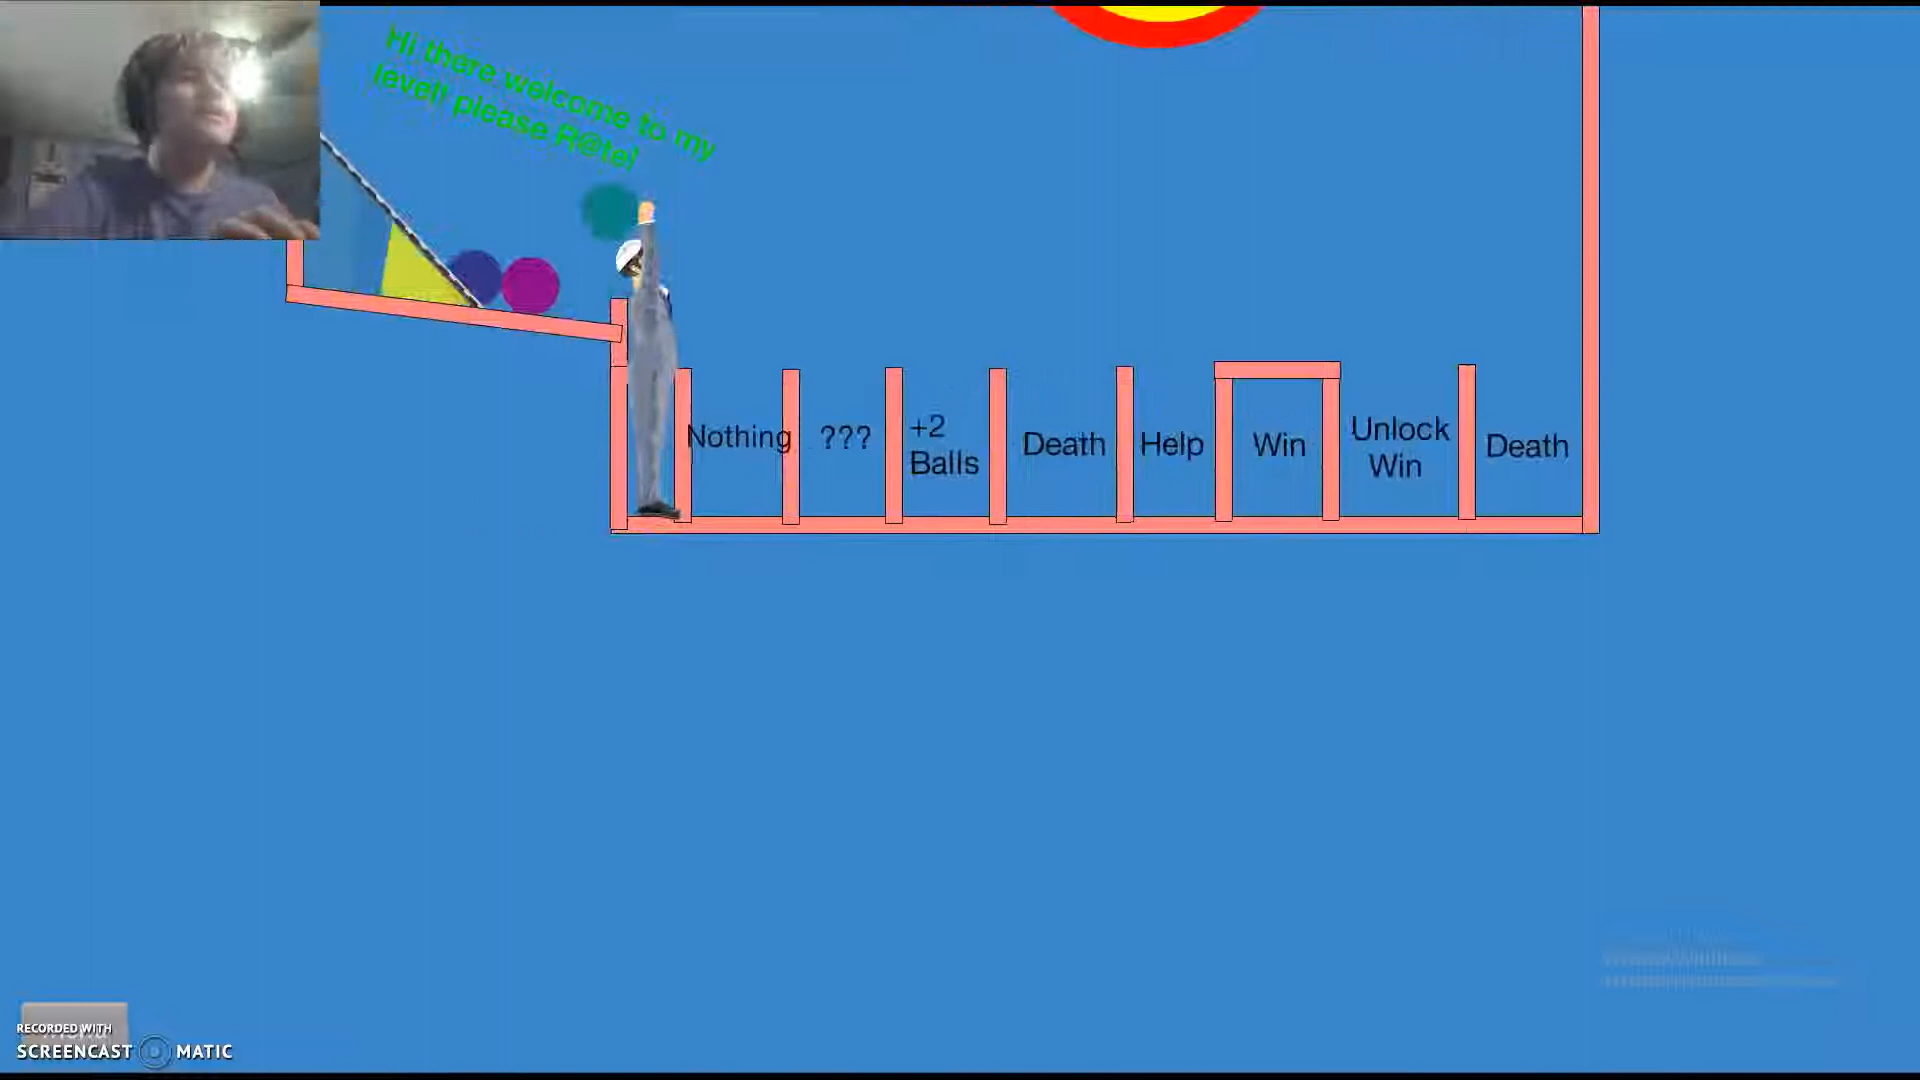 Hi there welcome to my
level! please R@te!
Nothing
???
+2
Balls
Death
Help
Win
Unlock
Win
Death
RECORDED WITH
SCREENCAST MATIC